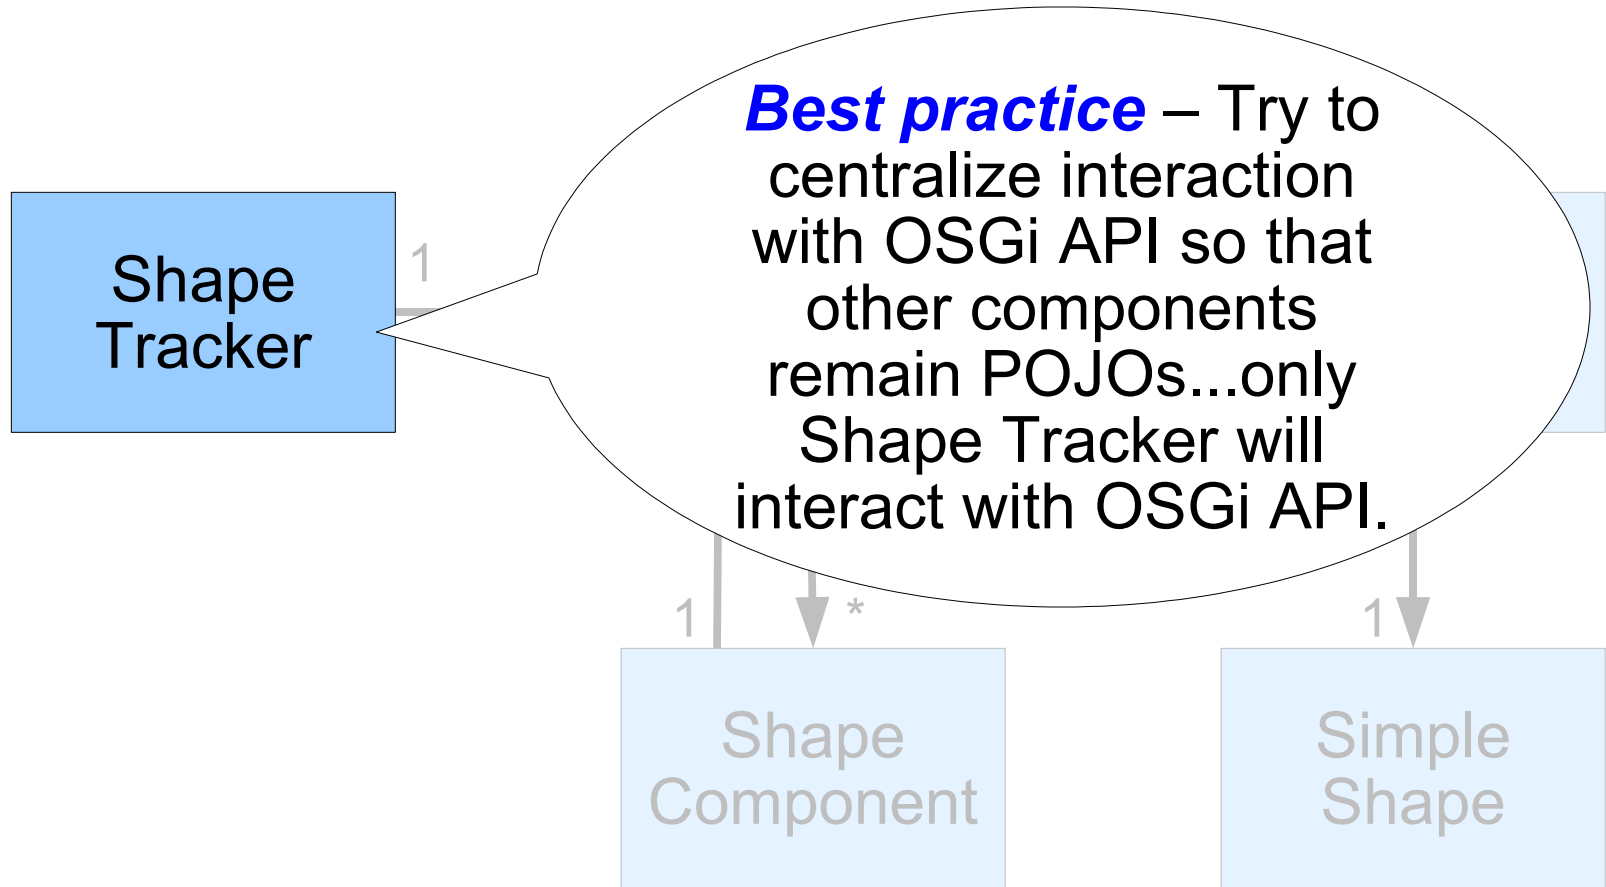 Best practice – Try to
centralize interaction
with OSGi API so that
other components
remain POJOs...only
Shape Tracker will
interact with OSGi API.
Shape
Tracker
1
1
*
1
Shape
Component
Simple
Shape